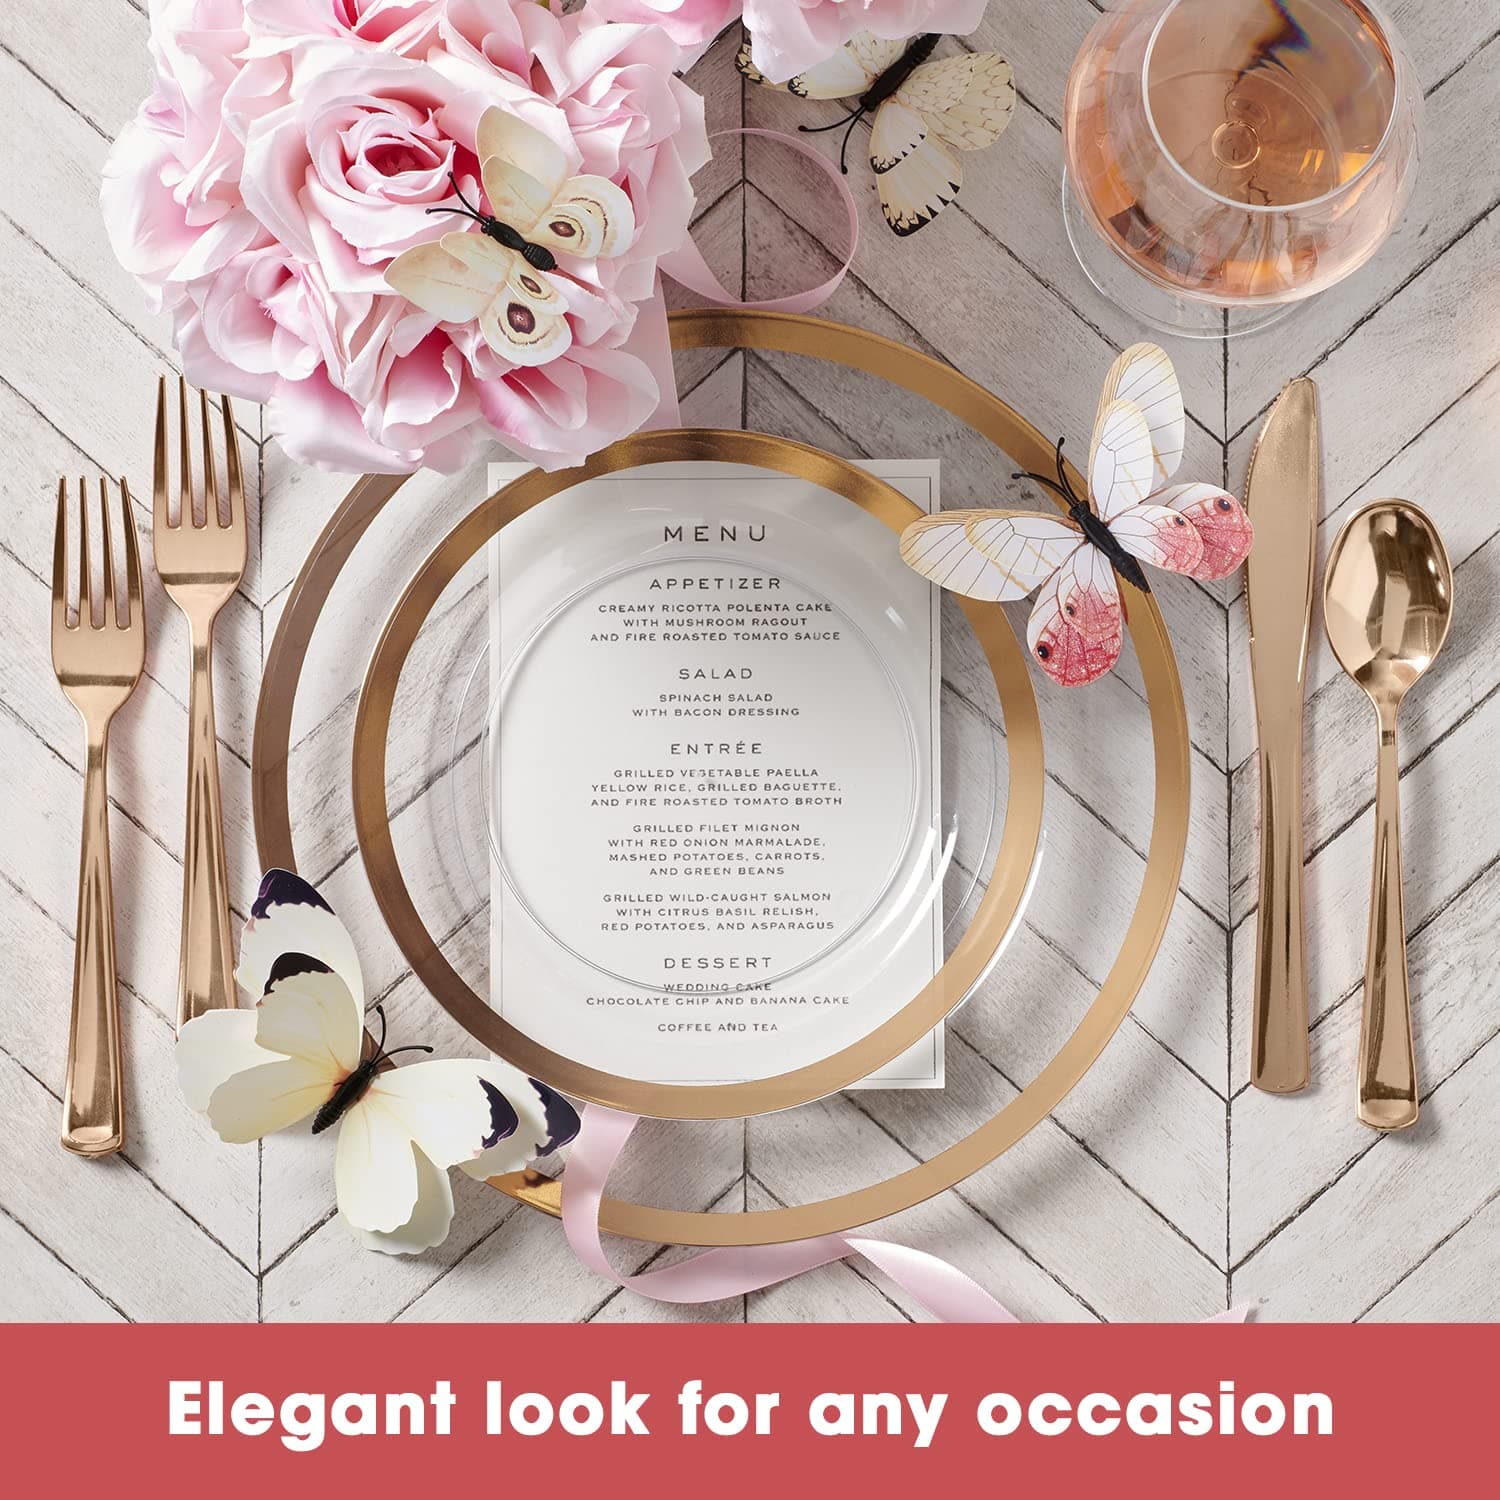 MENU
APPETIZER
CREAMY RICOTTA POLENTA CAKE
WITH MUSHROOM RAGOUT
AND FIRE ROASTED TOMATO SAUCE
SALAD
SPINACH SALAD
WITH BACON DRESSING
ENTRÉE
GRILLED VEGETABLE PAELLA
YELLOW RICE, GRILLED BAGUETTE,
AND FIRE ROASTED TOMATO BROTH
GRILLED FILET MIGNON
WITH RED ONION MARMALADE,
MASHED POTATOES, CARROTS,
AND GREEN BEANS
GRILLED WILD-CAUGHT SALMON
WITH CITRUS BASIL RELISH,
RED POTATOES, AND ASPARAGUS
DESSERT
WEDDING CAKE
CHOCOLATE CHIP AND BANANA CAKE
COFFEE AND TEA
Elegant look for any occasion